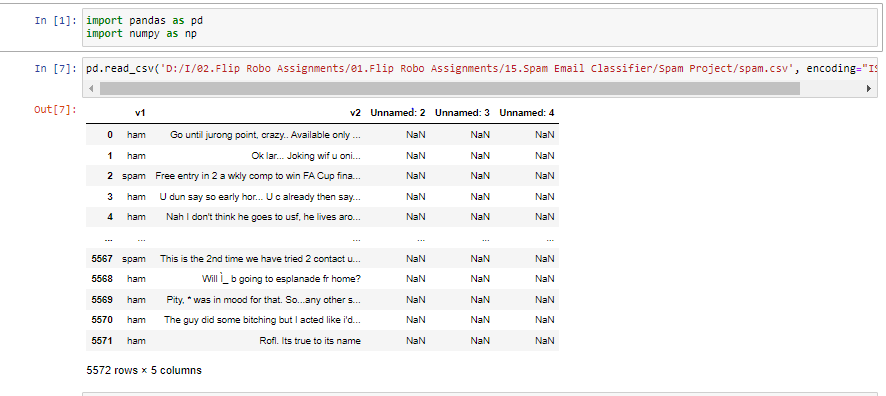 In [1]: import pandas as pd
import numpy as np
In [7]: pd.read_csv('D:/I/02.Flip Robo Assignments/01.Flip Robo Assignments/15.Spam Email Classifier/Spam Project/spam.csv', encoding="IS
Out[7]:
v1 v2 Unnamed: 2 Unnamed: 3 Unnamed: 4
0 ham Go until jurong point, crazy.. Available only ... NaN NaN NaN
1 ham Ok lar... Joking wif u oni... NaN NaN NaN
2 spam Free entry in 2 a wkly comp to win FA Cup fina... NaN NaN NaN
3 ham U dun say so early hor... U c already then say... NaN NaN NaN
4 ham Nah I don't think he goes to usf, he lives aro... NaN NaN NaN
... ... ... ... ... ...
5567 spam This is the 2nd time we have tried 2 contact u... NaN NaN NaN
5568 ham Will Ì_ b going to esplanade fr home? NaN NaN NaN
5569 ham Pity, * was in mood for that. So...any other s... NaN NaN NaN
5570 ham The guy did some bitching but I acted like i'd... NaN NaN NaN
5571 ham Rofl. Its true to its name NaN NaN NaN
5572 rows × 5 columns